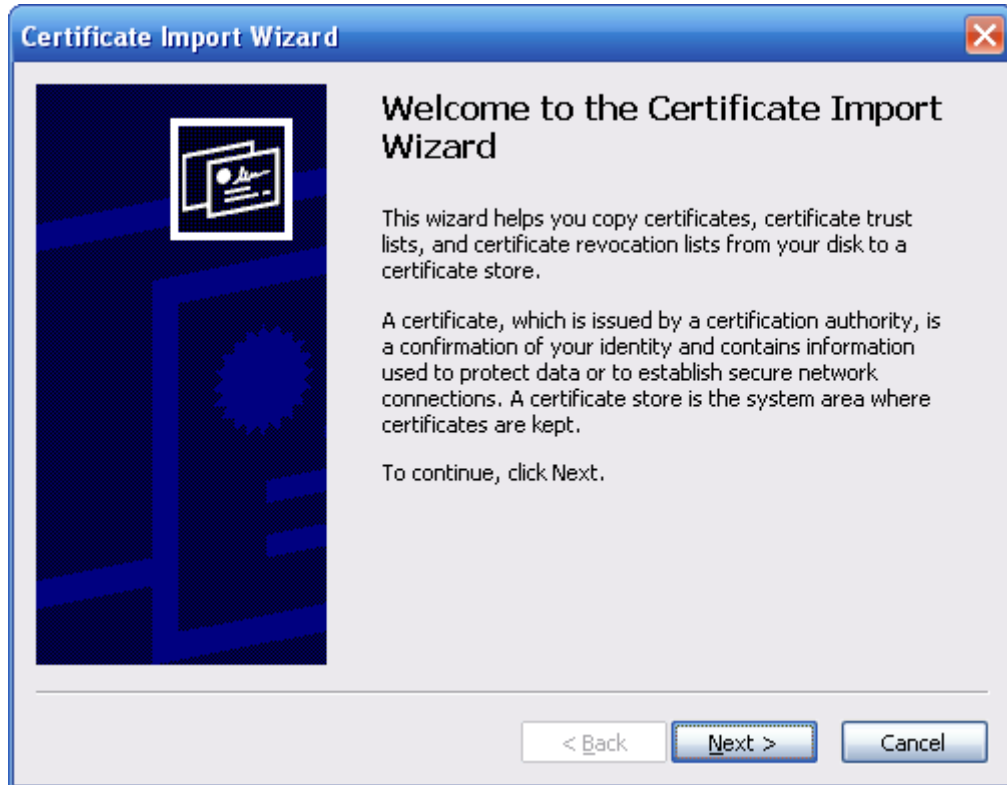 Certificate Import Wizard
Welcome to the Certificate Import
Wizard
This wizard helps you copy certificates, certificate trust
lists, and certificate revocation lists from your disk to a
certificate store.
A certificate, which is issued by a certification authority, is
a confirmation of your identity and contains information
used to protect data or to establish secure network
connections. A certificate store is the system area where
certificates are kept.
To continue, click Next.
< Back
Next >
Cancel